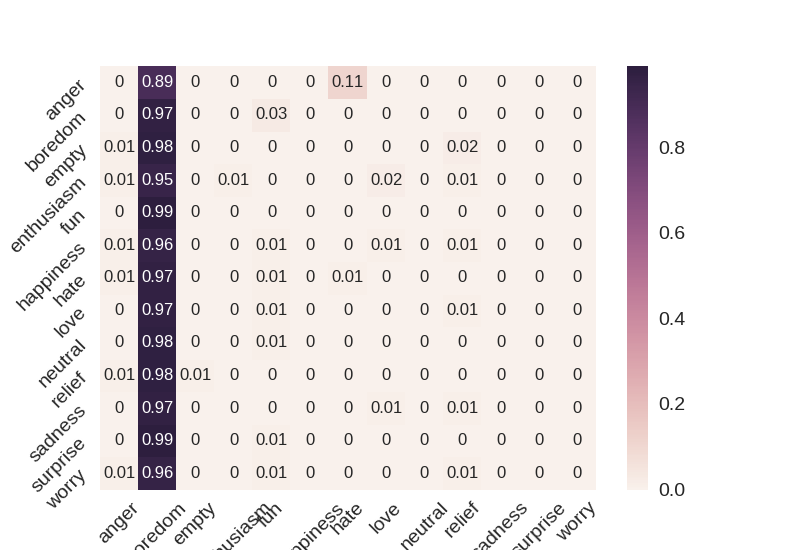 anger 0 0.89 0 0 0 0 0.11 0 0 0 0 0 0
boredom 0 0.97 0 0 0.03 0 0 0 0 0 0 0 0
empty 0.01 0.98 0 0 0 0 0 0 0 0.02 0 0 0
enthusiasm 0.01 0.95 0 0.01 0 0 0 0.02 0 0.01 0 0 0
fun 0 0.99 0 0 0 0 0 0 0 0 0 0 0
happiness 0.01 0.96 0 0 0.01 0 0 0.01 0 0.01 0 0 0
hate 0.01 0.97 0 0 0.01 0 0.01 0 0 0 0 0 0
love 0 0.97 0 0 0.01 0 0 0 0 0.01 0 0 0
neutral 0 0.98 0 0 0.01 0 0 0 0 0 0 0 0
relief 0.01 0.98 0.01 0 0 0 0 0 0 0 0 0 0
sadness 0 0.97 0 0 0 0 0 0.01 0 0.01 0 0 0
surprise 0 0.99 0 0 0.01 0 0 0 0 0 0 0 0
worry 0.01 0.96 0 0 0.01 0 0 0 0 0.01 0 0 0
anger oredom empty husiasm fun ppiness hate love neutral relief adness surprise worry
0.8
0.6
0.4
0.2
0.0